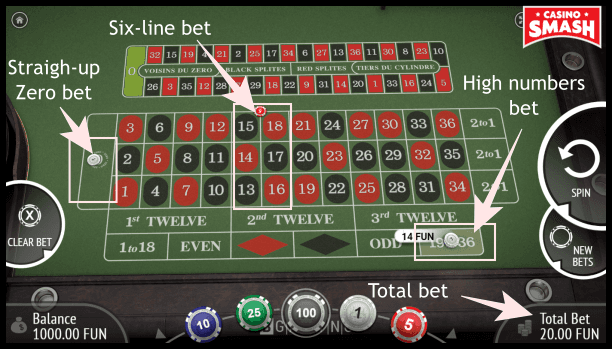 CASINO
SMASH
Six-line bet
Straigh-up
Zero bet
High numbers
bet
32 15 19 4 21 2 25 17 34 6 27 13 36 11 30 8 23 10
0 VOISINS DU ZERO BLACK SPLITES RED SPLITES TIERS DU CYLINDRE
26 3 35 12 28 7 29 18 22 9 31 14 20 1 33 16 24 5
3 6 9 12 15 18 21 24 27 30 33 36 2to1
2 5 8 11 14 17 20 23 26 29 32 35 2to1
1 4 7 10 13 16 19 22 25 28 31 34 2to1
1st TWELVE 2nd TWELVE 3rd TWELVE
1to18 EVEN ODD 14 FUN 19 36
X
CLEAR BET
SPIN
NEW
BETS
Total bet
Balance
1000.00 FUN
10 25 100 1 5
Total Bet
20.00 FUN